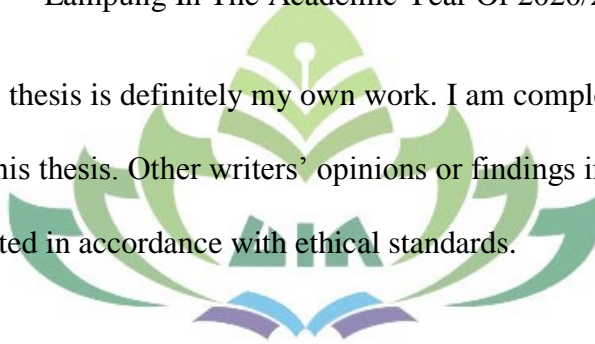 Lampung In The Academic Year Of 2020/2
thesis is definitely my own work. I am comple
his thesis. Other writers’ opinions or findings i
ted in accordance with ethical standards.